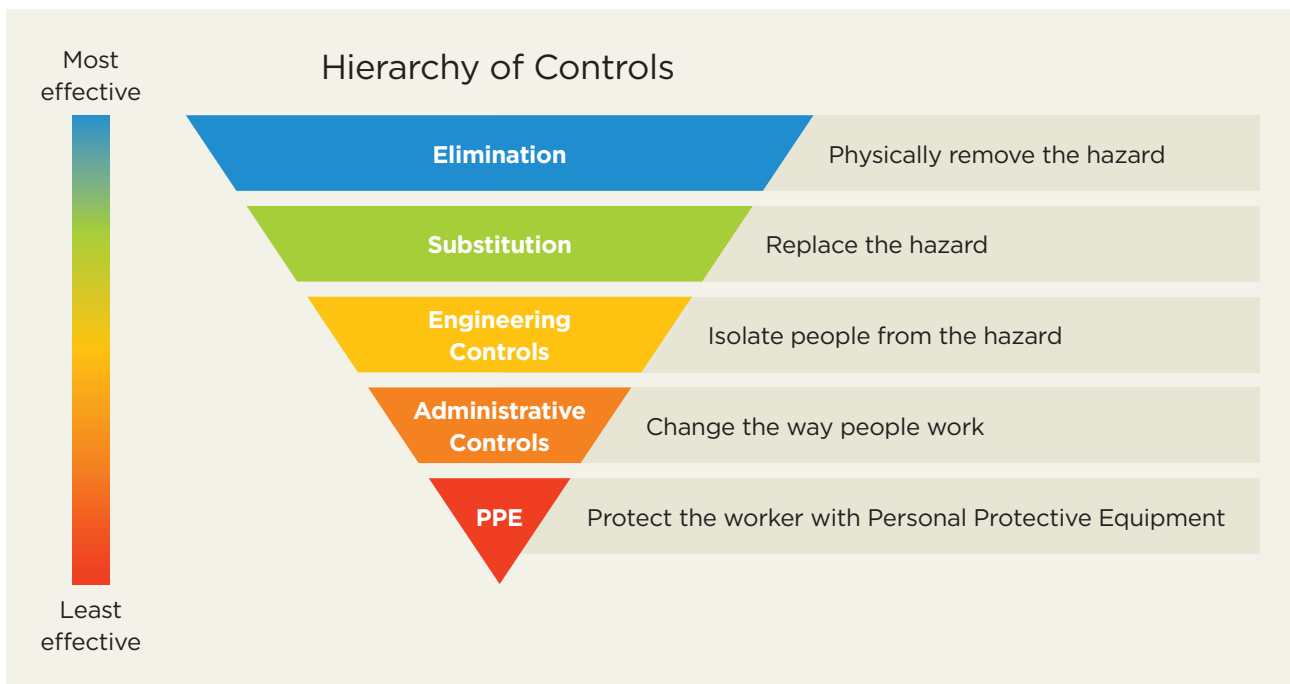 Most
effective
Hierarchy of Controls
Elimination
Physically remove the hazard
Substitution
Replace the hazard
Engineering
Controls
Isolate people from the hazard
Administrative
Controls
Change the way people work
PPE
Protect the worker with Personal Protective Equipment
Least
effective